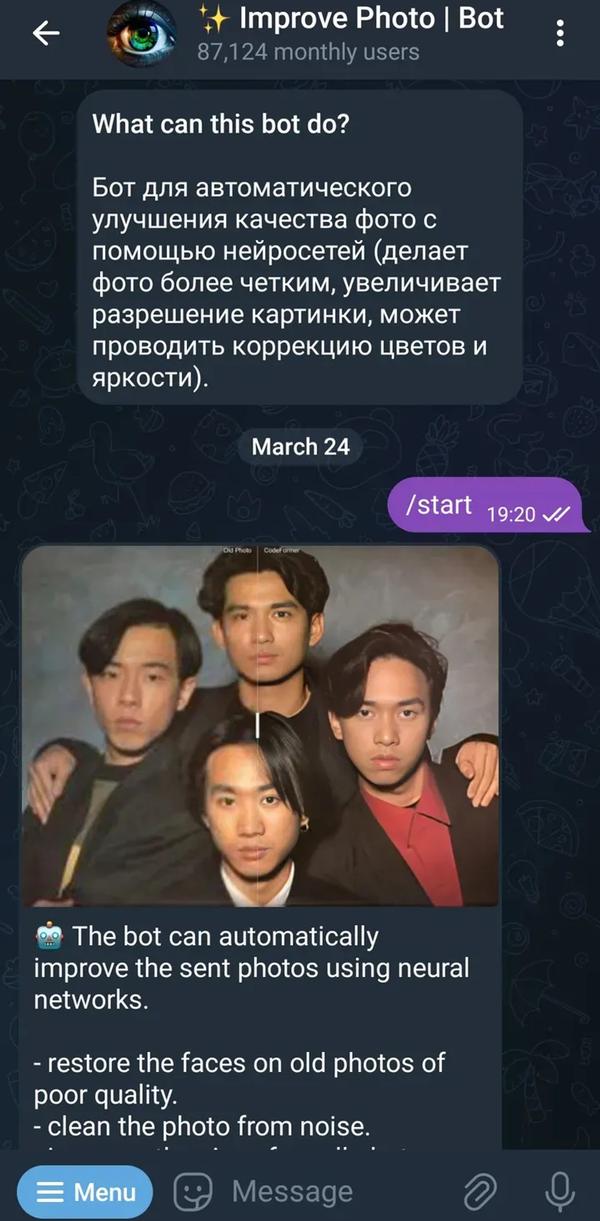 ✨ Improve Photo | Bot
87,124 monthly users
What can this bot do?
Бот для автоматического
улучшения качества фото с
помощью нейросетей (делает
фото более четким, увеличивает
разрешение картинки, может
проводить коррекцию цветов и
яркости).
March 24
/start 19:20
Old Photo CodeFormer
🤖 The bot can automatically
improve the sent photos using neural
networks.
- restore the faces on old photos of
poor quality.
- clean the photo from noise.
Menu
Message